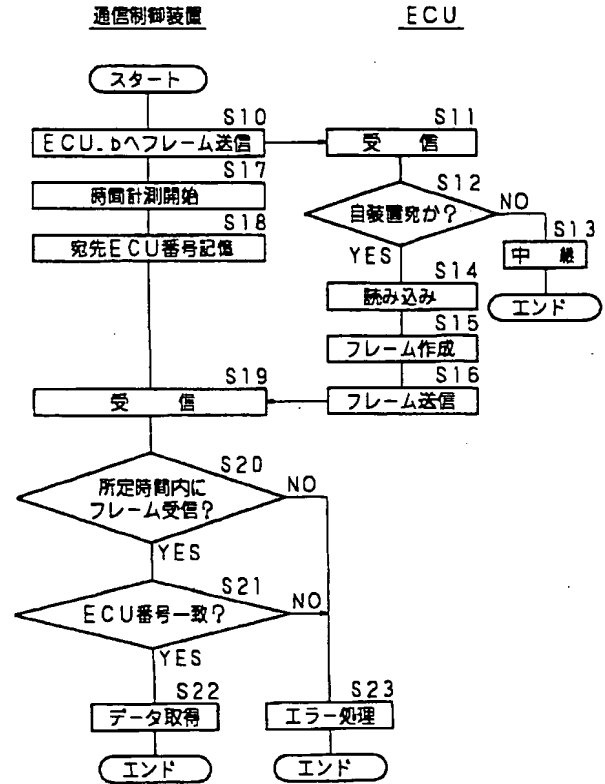 通信制御装置
ECU
スタート
S10
ECU_bへフレーム送信
S11
受 信
S17
時間計測開始
S12
自装置宛か?
NO
YES
S18
宛先ECU番号記憶
S13
中 継
エンド
S14
読み込み
S15
フレーム作成
S16
フレーム送信
S19
受 信
S20
所定時間内に
フレーム受信?
NO
YES
S21
ECU番号一致?
NO
YES
S22
データ取得
S23
エラー処理
エンド
エンド